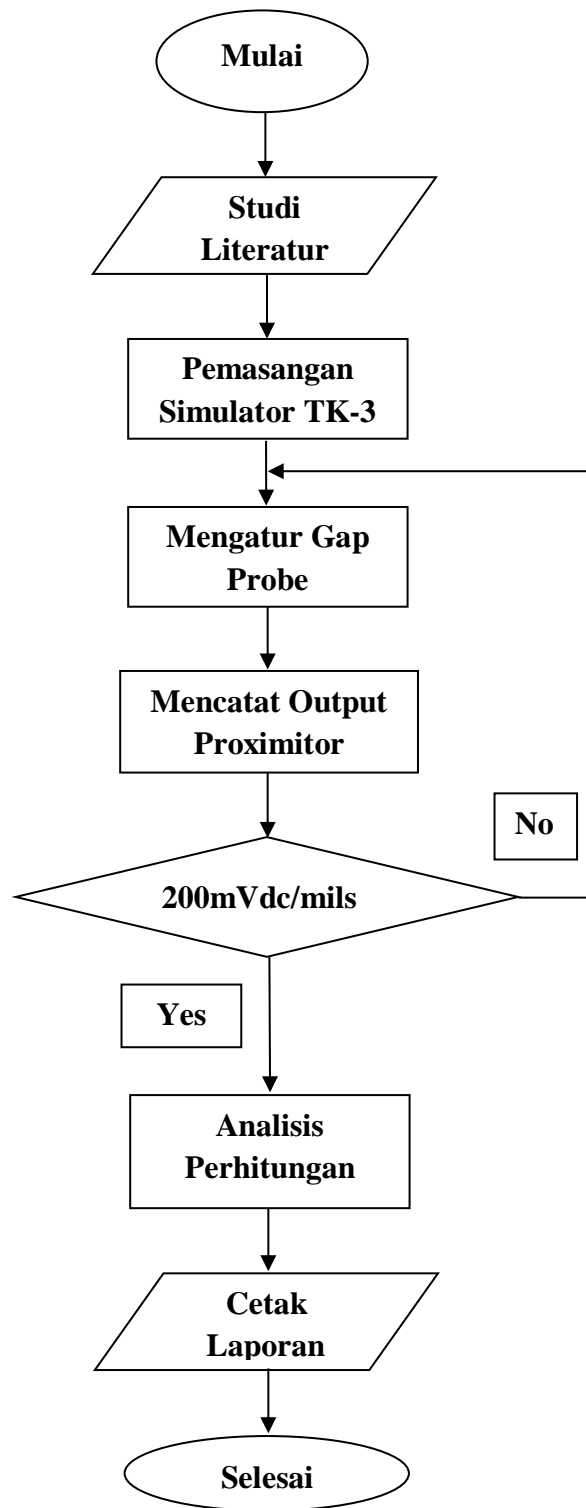 Mulai
Studi
Literatur
Pemasangan
Simulator TK-3
Mengatur Gap
Probe
Mencatat Output
Proximitor
No
200mVdc/mils
Yes
Analisis
Perhitungan
Cetak
Laporan
Selesai